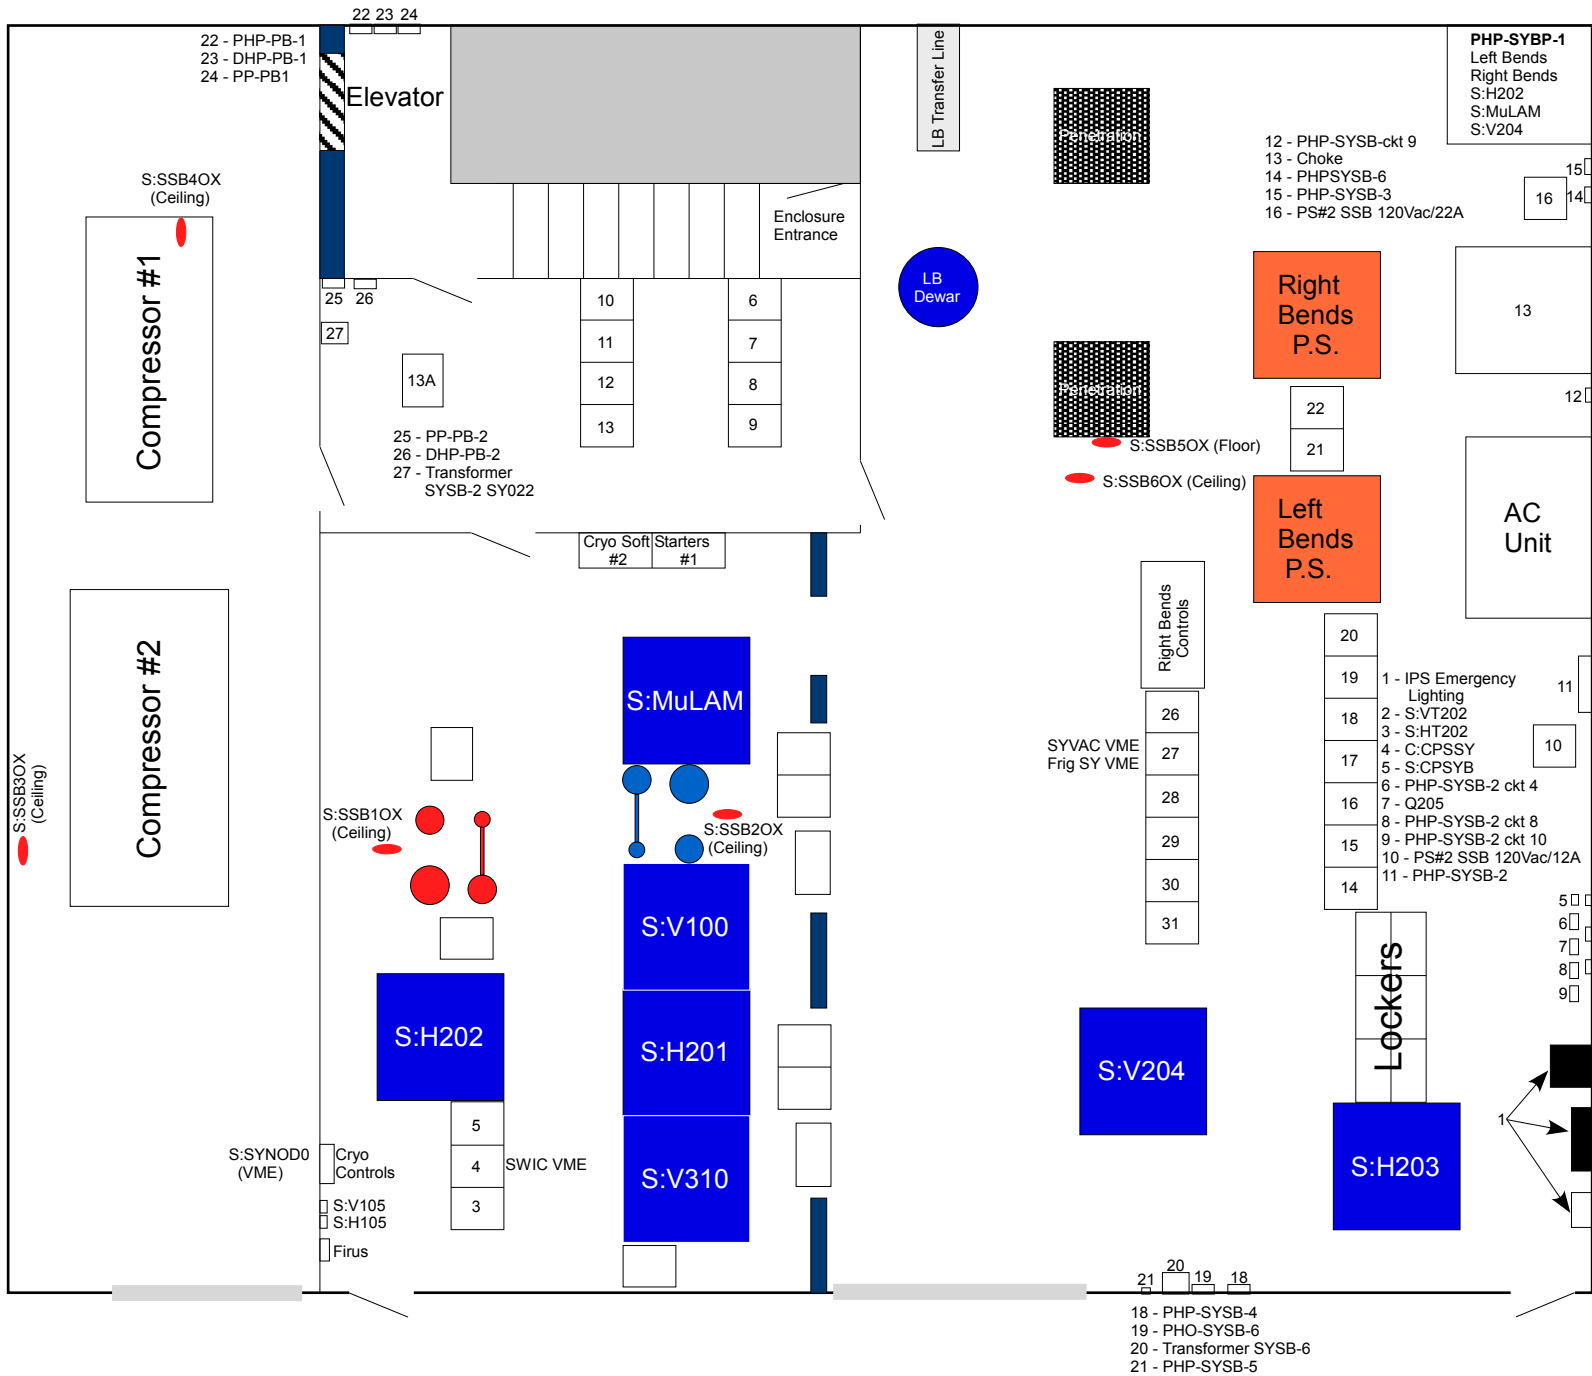 22 23 24
22 - PHP-PB-1
23 - DHP-PB-1
24 - PP-PB1
Elevator
LB Transfer Line
Penetration
PHP-SYBP-1
Left Bends
Right Bends
S:H202
S:MuLAM
S:V204
12 - PHP-SYSB-ckt 9
13 - Choke
14 - PHPSYSB-6
15 - PHP-SYSB-3
16 - PS#2 SSB 120Vac/22A
15
16
14
S:SSB4OX
(Ceiling)
Enclosure
Entrance
Compressor #1
25
26
27
13A
10
11
12
13
6
7
8
9
LB
Dewar
Right
Bends
P.S.
13
12
Penetration
22
21
25 - PP-PB-2
26 - DHP-PB-2
27 - Transformer
SYSB-2 SY022
S:SSB5OX (Floor)
S:SSB6OX (Ceiling)
Left
Bends
P.S.
AC
Unit
Cryo Soft
#2
Starters
#1
Right Bends
Controls
Compressor #2
S:MuLAM
20
19
18
17
16
15
14
1 - IPS Emergency
Lighting
2 - S:VT202
3 - S:HT202
4 - C:CPSSY
5 - S:CPSYB
6 - PHP-SYSB-2 ckt 4
7 - Q205
8 - PHP-SYSB-2 ckt 8
9 - PHP-SYSB-2 ckt 10
10 - PS#2 SSB 120Vac/12A
11 - PHP-SYSB-2
11
10
SYVAC VME
Frig SY VME
26
27
28
29
30
31
S:SSB3OX
(Ceiling)
S:SSB1OX
(Ceiling)
S:SSB2OX
(Ceiling)
5
6
7
8
9
S:V100
Lockers
S:H202
S:H201
S:V204
1
5
4
3
SWIC VME
S:SYNOD0
(VME)
Cryo
Controls
S:V310
S:H203
S:V105
S:H105
Firus
21
20
19
18
18 - PHP-SYSB-4
19 - PHO-SYSB-6
20 - Transformer SYSB-6
21 - PHP-SYSB-5